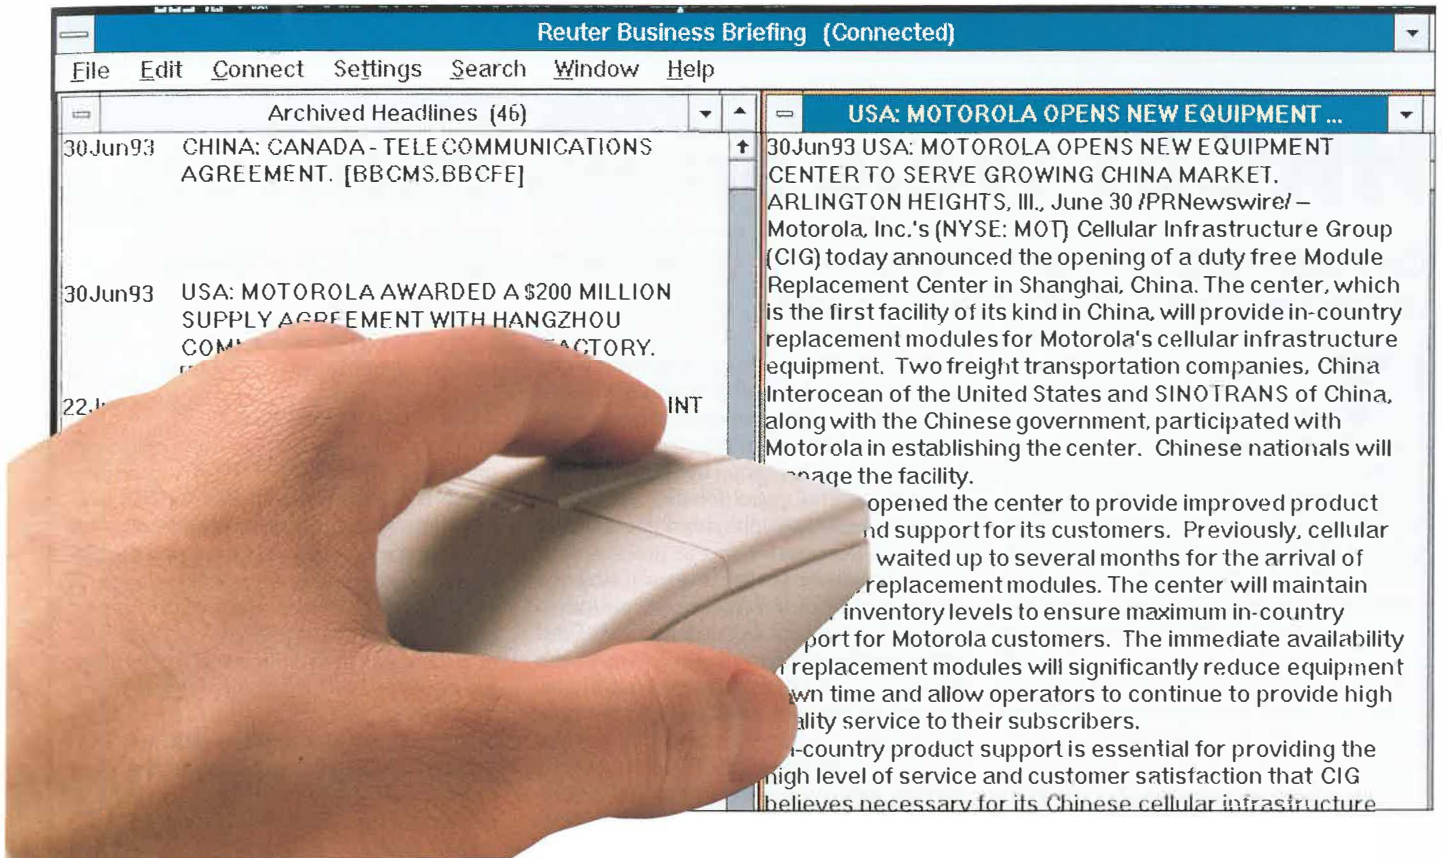 Reuter Business Briefing (Connected)
File Edit Connect Settings Search Window Help
Archived Headlines (46)
30Jun93 CHINA: CANADA - TELECOMMUNICATIONS
AGREEMENT. [BBCMS,BBCFE]
30Jun93 USA: MOTOROLA AWARDED A $200 MILLION
SUPPLY AGREEMENT WITH HANGZHOU
FACTORY.
USA: MOTOROLA OPENS NEW EQUIPMENT ...
30Jun93 USA: MOTOROLA OPENS NEW EQUIPMENT
CENTER TO SERVE GROWING CHINA MARKET.
ARLINGTON HEIGHTS, Ill., June 30 /PRNewswire/ –
Motorola, Inc.'s (NYSE: MOT) Cellular Infrastructure Group
(CIG) today announced the opening of a duty free Module
Replacement Center in Shanghai, China. The center, which
is the first facility of its kind in China, will provide in-country
replacement modules for Motorola's cellular infrastructure
equipment. Two freight transportation companies, China
Interocean of the United States and SINOTRANS of China,
along with the Chinese government, participated with
Motorola in establishing the center. Chinese nationals will
the facility.
opened the center to provide improved product
support for its customers. Previously, cellular
waited up to several months for the arrival of
replacement modules. The center will maintain
inventory levels to ensure maximum in-country
for Motorola customers. The immediate availability
replacement modules will significantly reduce equipment
time and allow operators to continue to provide high
service to their subscribers.
-country product support is essential for providing the
high level of service and customer satisfaction that CIG
believes necessary for its Chinese cellular infrastructure